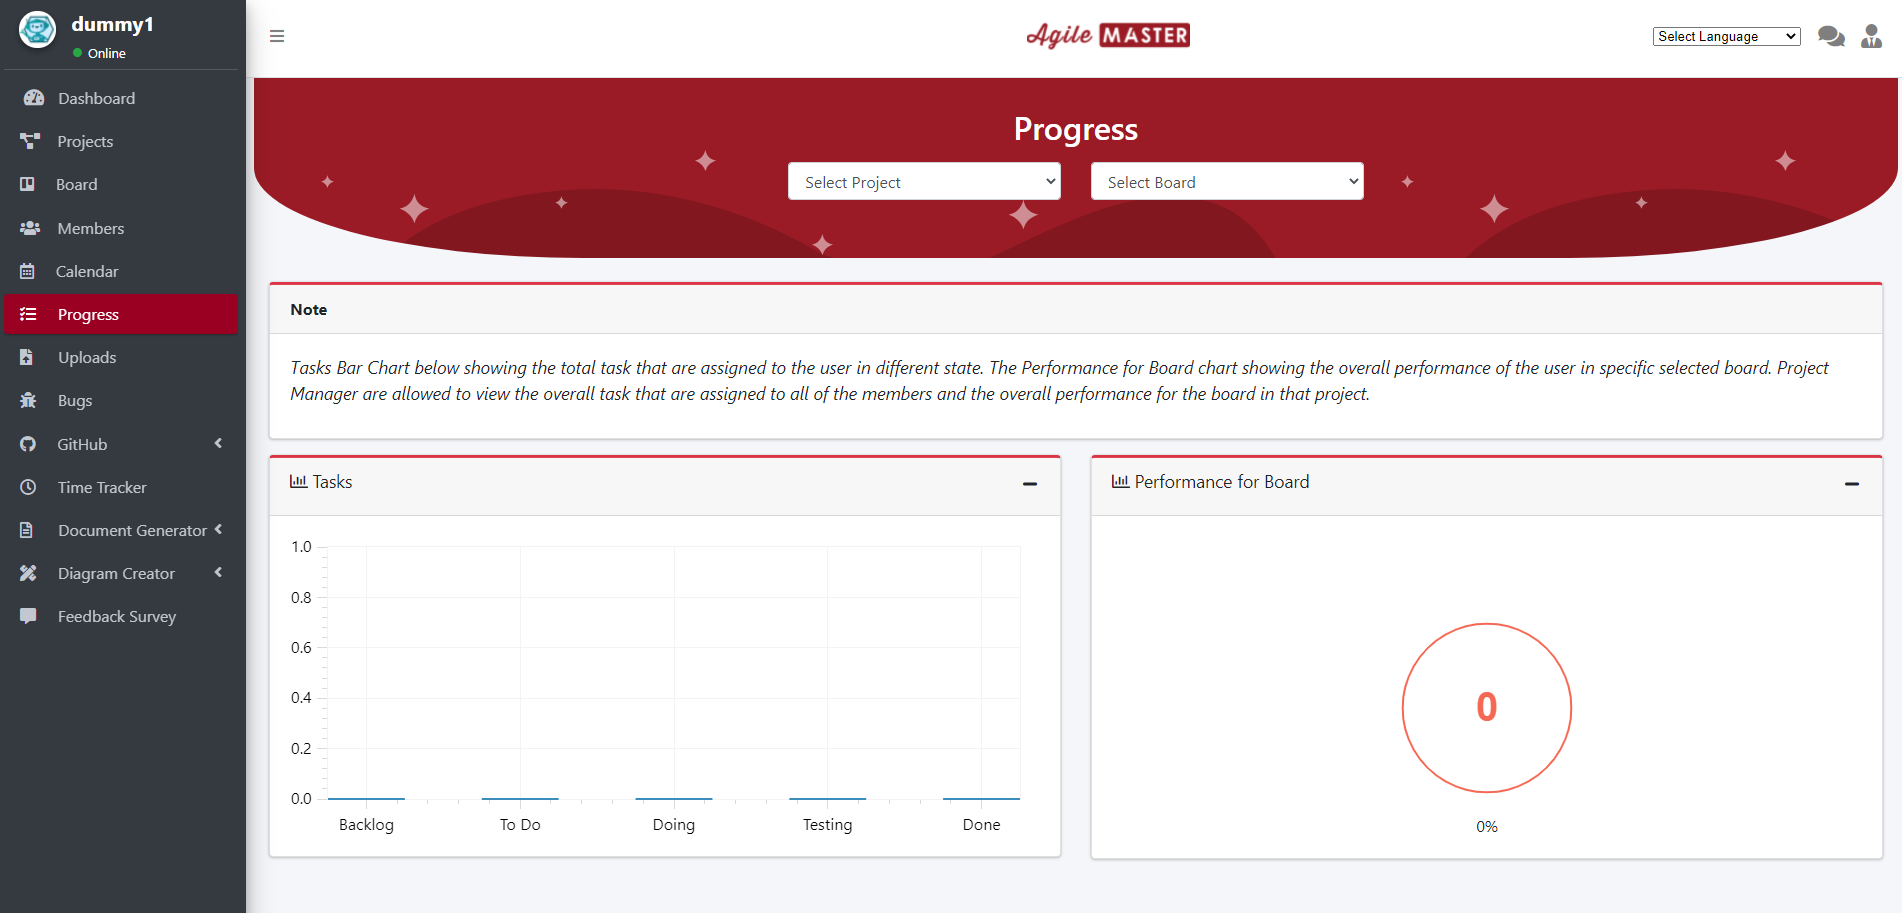 dummy1
Online
Dashboard
Projects
Board
Members
Calendar
Progress
Uploads
Bugs
GitHub
Time Tracker
Document Generator
Diagram Creator
Feedback Survey
Agile MASTER
Select Language
Progress
Select Project
Select Board
Note
Tasks Bar Chart below showing the total task that are assigned to the user in different state. The Performance for Board chart showing the overall performance of the user in specific selected board. Project
Manager are allowed to view the overall task that are assigned to all of the members and the overall performance for the board in that project.
Tasks
1.0
0.8
0.6
0.4
0.2
0.0
Backlog To Do Doing Testing Done
Performance for Board
0
0%